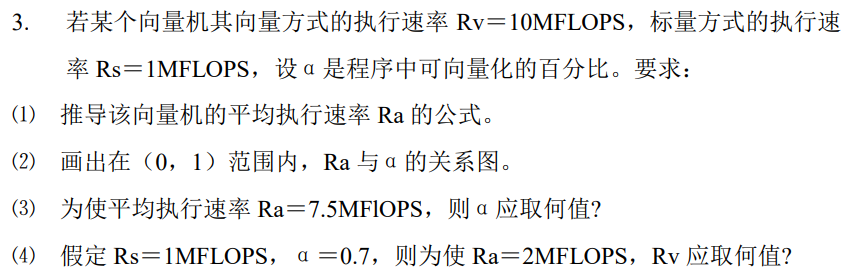 3. 若某个向量机其向量方式的执行速率 Rv=10MFLOPS，标量方式的执行速
率 Rs=1MFLOPS，设 α 是程序中可向量化的百分比。要求：
⑴ 推导该向量机的平均执行速率 Ra 的公式。
⑵ 画出在（0，1）范围内，Ra 与 α 的关系图。
⑶ 为使平均执行速率 Ra=7.5MFlOPS，则 α 应取何值?
⑷ 假定 Rs=1MFLOPS， α =0.7，则为使 Ra=2MFLOPS，Rv 应取何值?